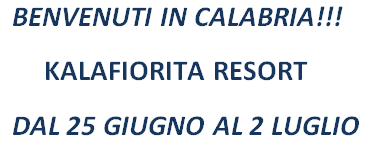 BENVENUTI IN CALABRIA!!!
KALAFIORITA RESORT
DAL 25 GIUGNO AL 2 LUGLIO